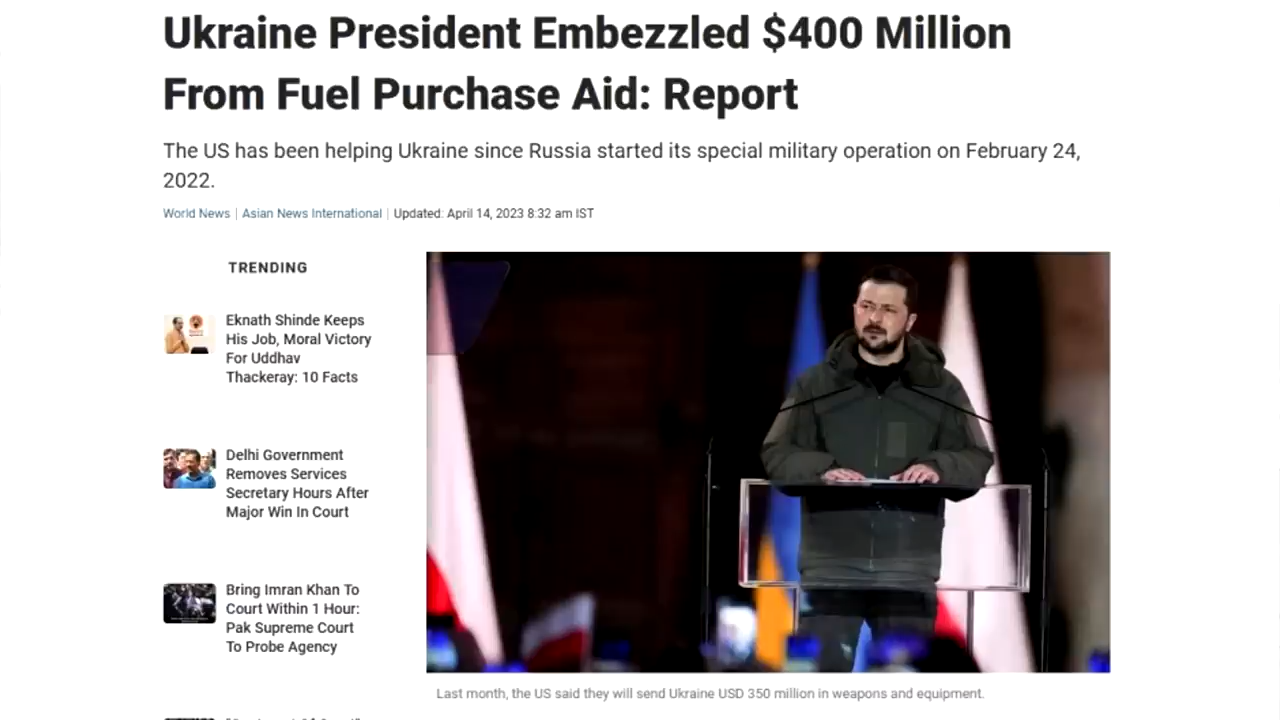 Ukraine President Embezzled $400 Million
From Fuel Purchase Aid: Report
The US has been helping Ukraine since Russia started its special military operation on February 24,
2022.
World News | Asian News International | Updated: April 14, 2023 8:32 am IST
TRENDING
Eknath Shinde Keeps
His Job, Moral Victory
For Uddhav
Thackeray: 10 Facts
Delhi Government
Removes Services
Secretary Hours After
Major Win In Court
Bring Imran Khan To
Court Within 1 Hour:
Pak Supreme Court
To Probe Agency
Last month, the US said they will send Ukraine USD 350 million in weapons and equipment.